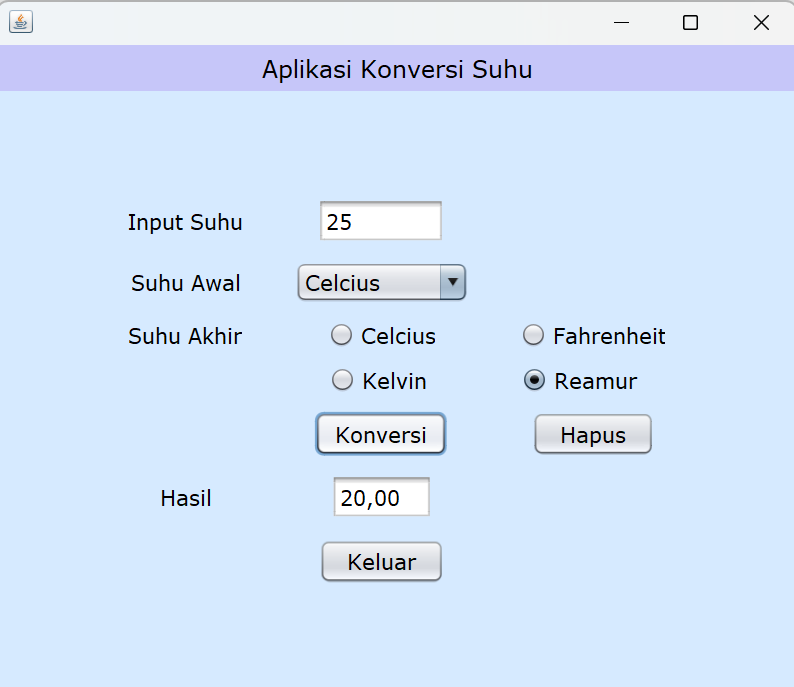 Aplikasi Konversi Suhu
Input Suhu 25
Suhu Awal Celcius
Suhu Akhir Celcius Fahrenheit
Kelvin Reamur
Konversi Hapus
Hasil 20,00
Keluar